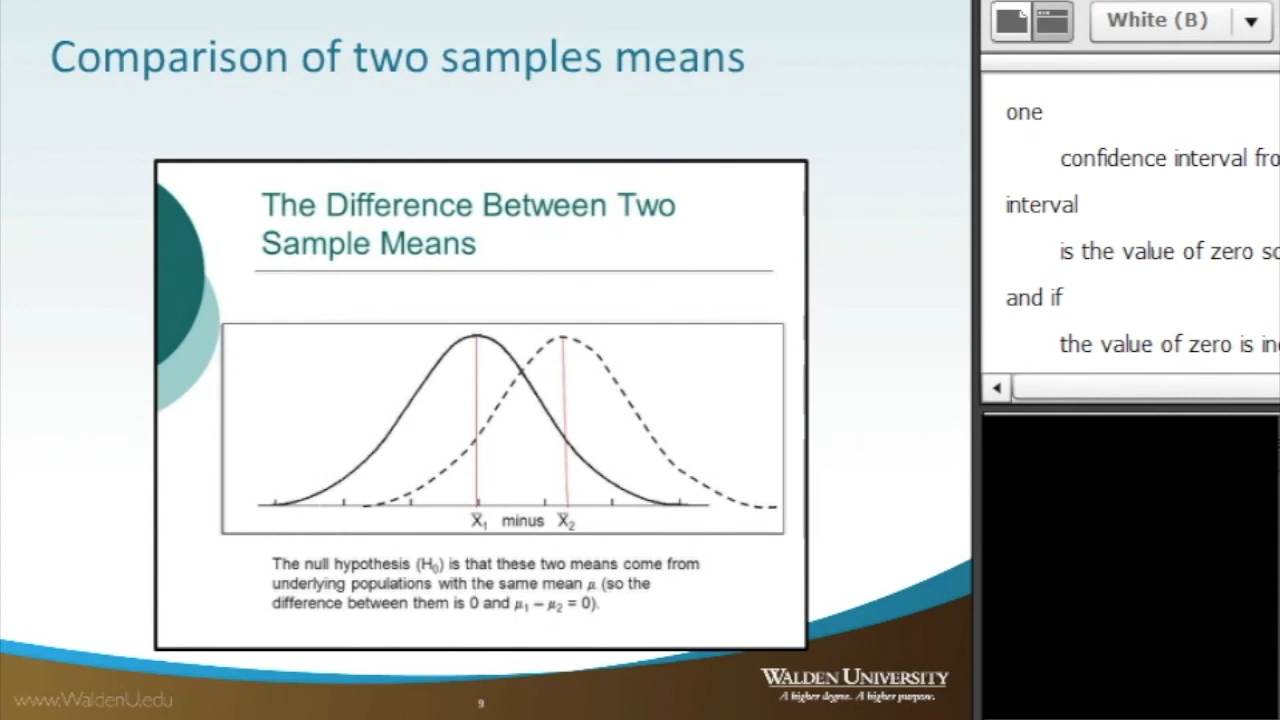 Comparison of two samples means
The Difference Between Two
Sample Means
X̅₁ minus X̅₂
The null hypothesis (H₀) is that these two means come from
underlying populations with the same mean μ (so the
difference between them is 0 and μ₁ – μ₂ = 0).
WALDEN UNIVERSITY
A higher degree. A higher purpose.
www.WaldenU.edu
9
White (B)
one
confidence interval fro
interval
is the value of zero so
and if
the value of zero is in